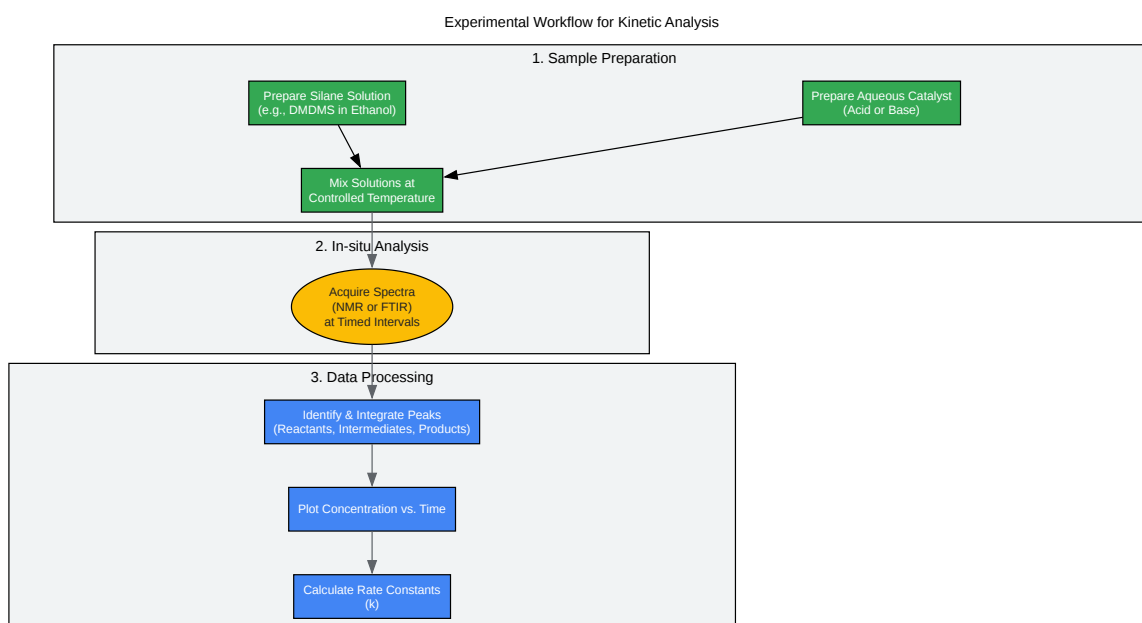 Experimental Workflow for Kinetic Analysis
1. Sample Preparation
Prepare Silane Solution
(e.g., DMDMS in Ethanol)
Prepare Aqueous Catalyst
(Acid or Base)
Mix Solutions at
Controlled Temperature
2. In-situ Analysis
Acquire Spectra
(NMR or FTIR)
at Timed Intervals
3. Data Processing
Identify & Integrate Peaks
(Reactants, Intermediates, Products)
Plot Concentration vs. Time
Calculate Rate Constants
(k)